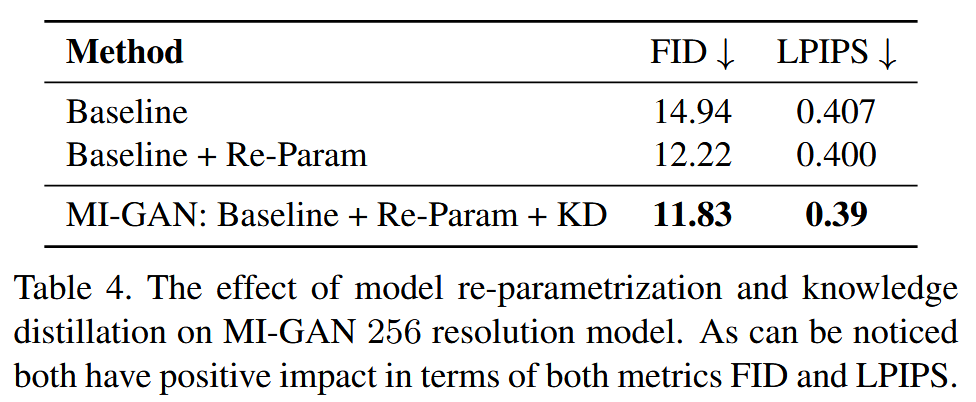 Method FID ↓ LPIPS ↓
Baseline 14.94 0.407
Baseline + Re-Param 12.22 0.400
MI-GAN: Baseline + Re-Param + KD 11.83 0.39
Table 4. The effect of model re-parametrization and knowledge
distillation on MI-GAN 256 resolution model. As can be noticed
both have positive impact in terms of both metrics FID and LPIPS.